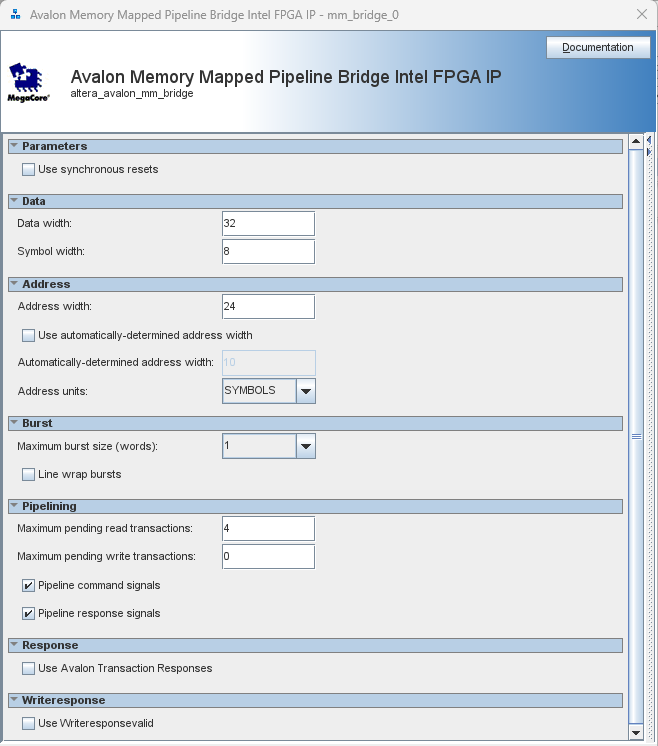 Avalon Memory Mapped Pipeline Bridge Intel FPGA IP - mm_bridge_0
Documentation
Avalon Memory Mapped Pipeline Bridge Intel FPGA IP
altera_avalon_mm_bridge
MegaCore®
Parameters
Use synchronous resets
Data
Data width: 32
Symbol width: 8
Address
Address width: 24
Use automatically-determined address width
Automatically-determined address width: 10
Address units: SYMBOLS
Burst
Maximum burst size (words): 1
Line wrap bursts
Pipelining
Maximum pending read transactions: 4
Maximum pending write transactions: 0
Pipeline command signals
Pipeline response signals
Response
Use Avalon Transaction Responses
Writeresponse
Use Writeresponsevalid